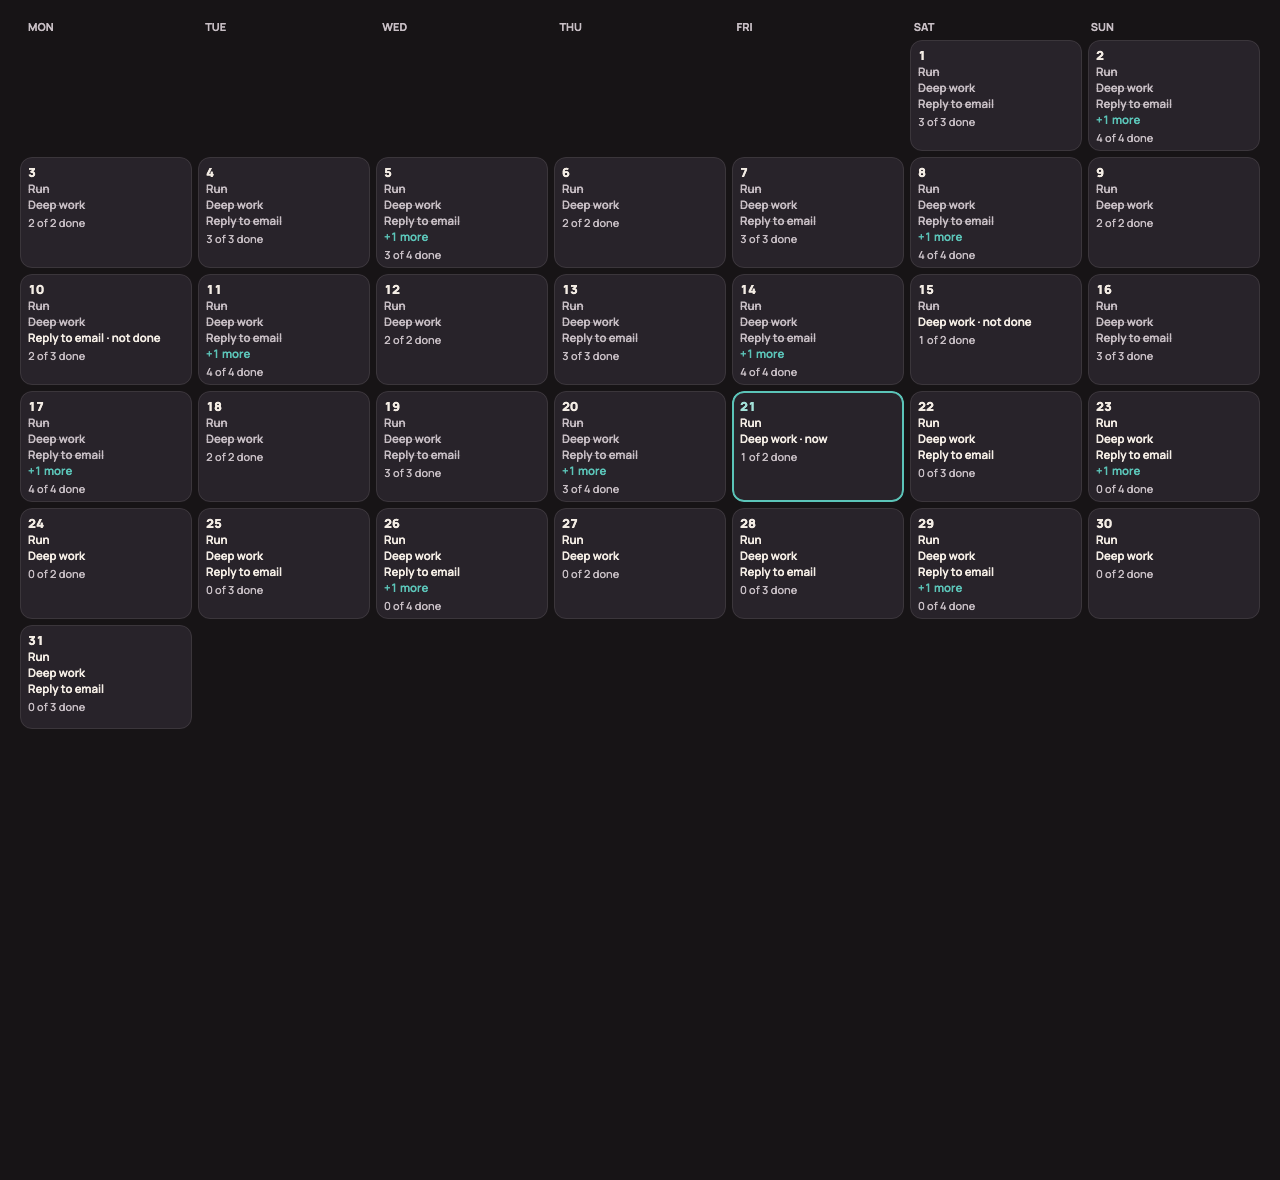 MON TUE WED THU FRI SAT SUN
1
Run
Deep work
Reply to email
3 of 3 done
2
Run
Deep work
Reply to email
+1 more
4 of 4 done
3
Run
Deep work
2 of 2 done
4
Run
Deep work
Reply to email
3 of 3 done
5
Run
Deep work
Reply to email
+1 more
3 of 4 done
6
Run
Deep work
2 of 2 done
7
Run
Deep work
Reply to email
3 of 3 done
8
Run
Deep work
Reply to email
+1 more
4 of 4 done
9
Run
Deep work
2 of 2 done
10
Run
Deep work
Reply to email · not done
2 of 3 done
11
Run
Deep work
Reply to email
+1 more
4 of 4 done
12
Run
Deep work
2 of 2 done
13
Run
Deep work
Reply to email
3 of 3 done
14
Run
Deep work
Reply to email
+1 more
4 of 4 done
15
Run
Deep work · not done
1 of 2 done
16
Run
Deep work
Reply to email
3 of 3 done
17
Run
Deep work
Reply to email
+1 more
4 of 4 done
18
Run
Deep work
2 of 2 done
19
Run
Deep work
Reply to email
3 of 3 done
20
Run
Deep work
Reply to email
+1 more
3 of 4 done
21
Run
Deep work · now
1 of 2 done
22
Run
Deep work
Reply to email
0 of 3 done
23
Run
Deep work
Reply to email
+1 more
0 of 4 done
24
Run
Deep work
0 of 2 done
25
Run
Deep work
Reply to email
0 of 3 done
26
Run
Deep work
Reply to email
+1 more
0 of 4 done
27
Run
Deep work
0 of 2 done
28
Run
Deep work
Reply to email
0 of 3 done
29
Run
Deep work
Reply to email
+1 more
0 of 4 done
30
Run
Deep work
0 of 2 done
31
Run
Deep work
Reply to email
0 of 3 done